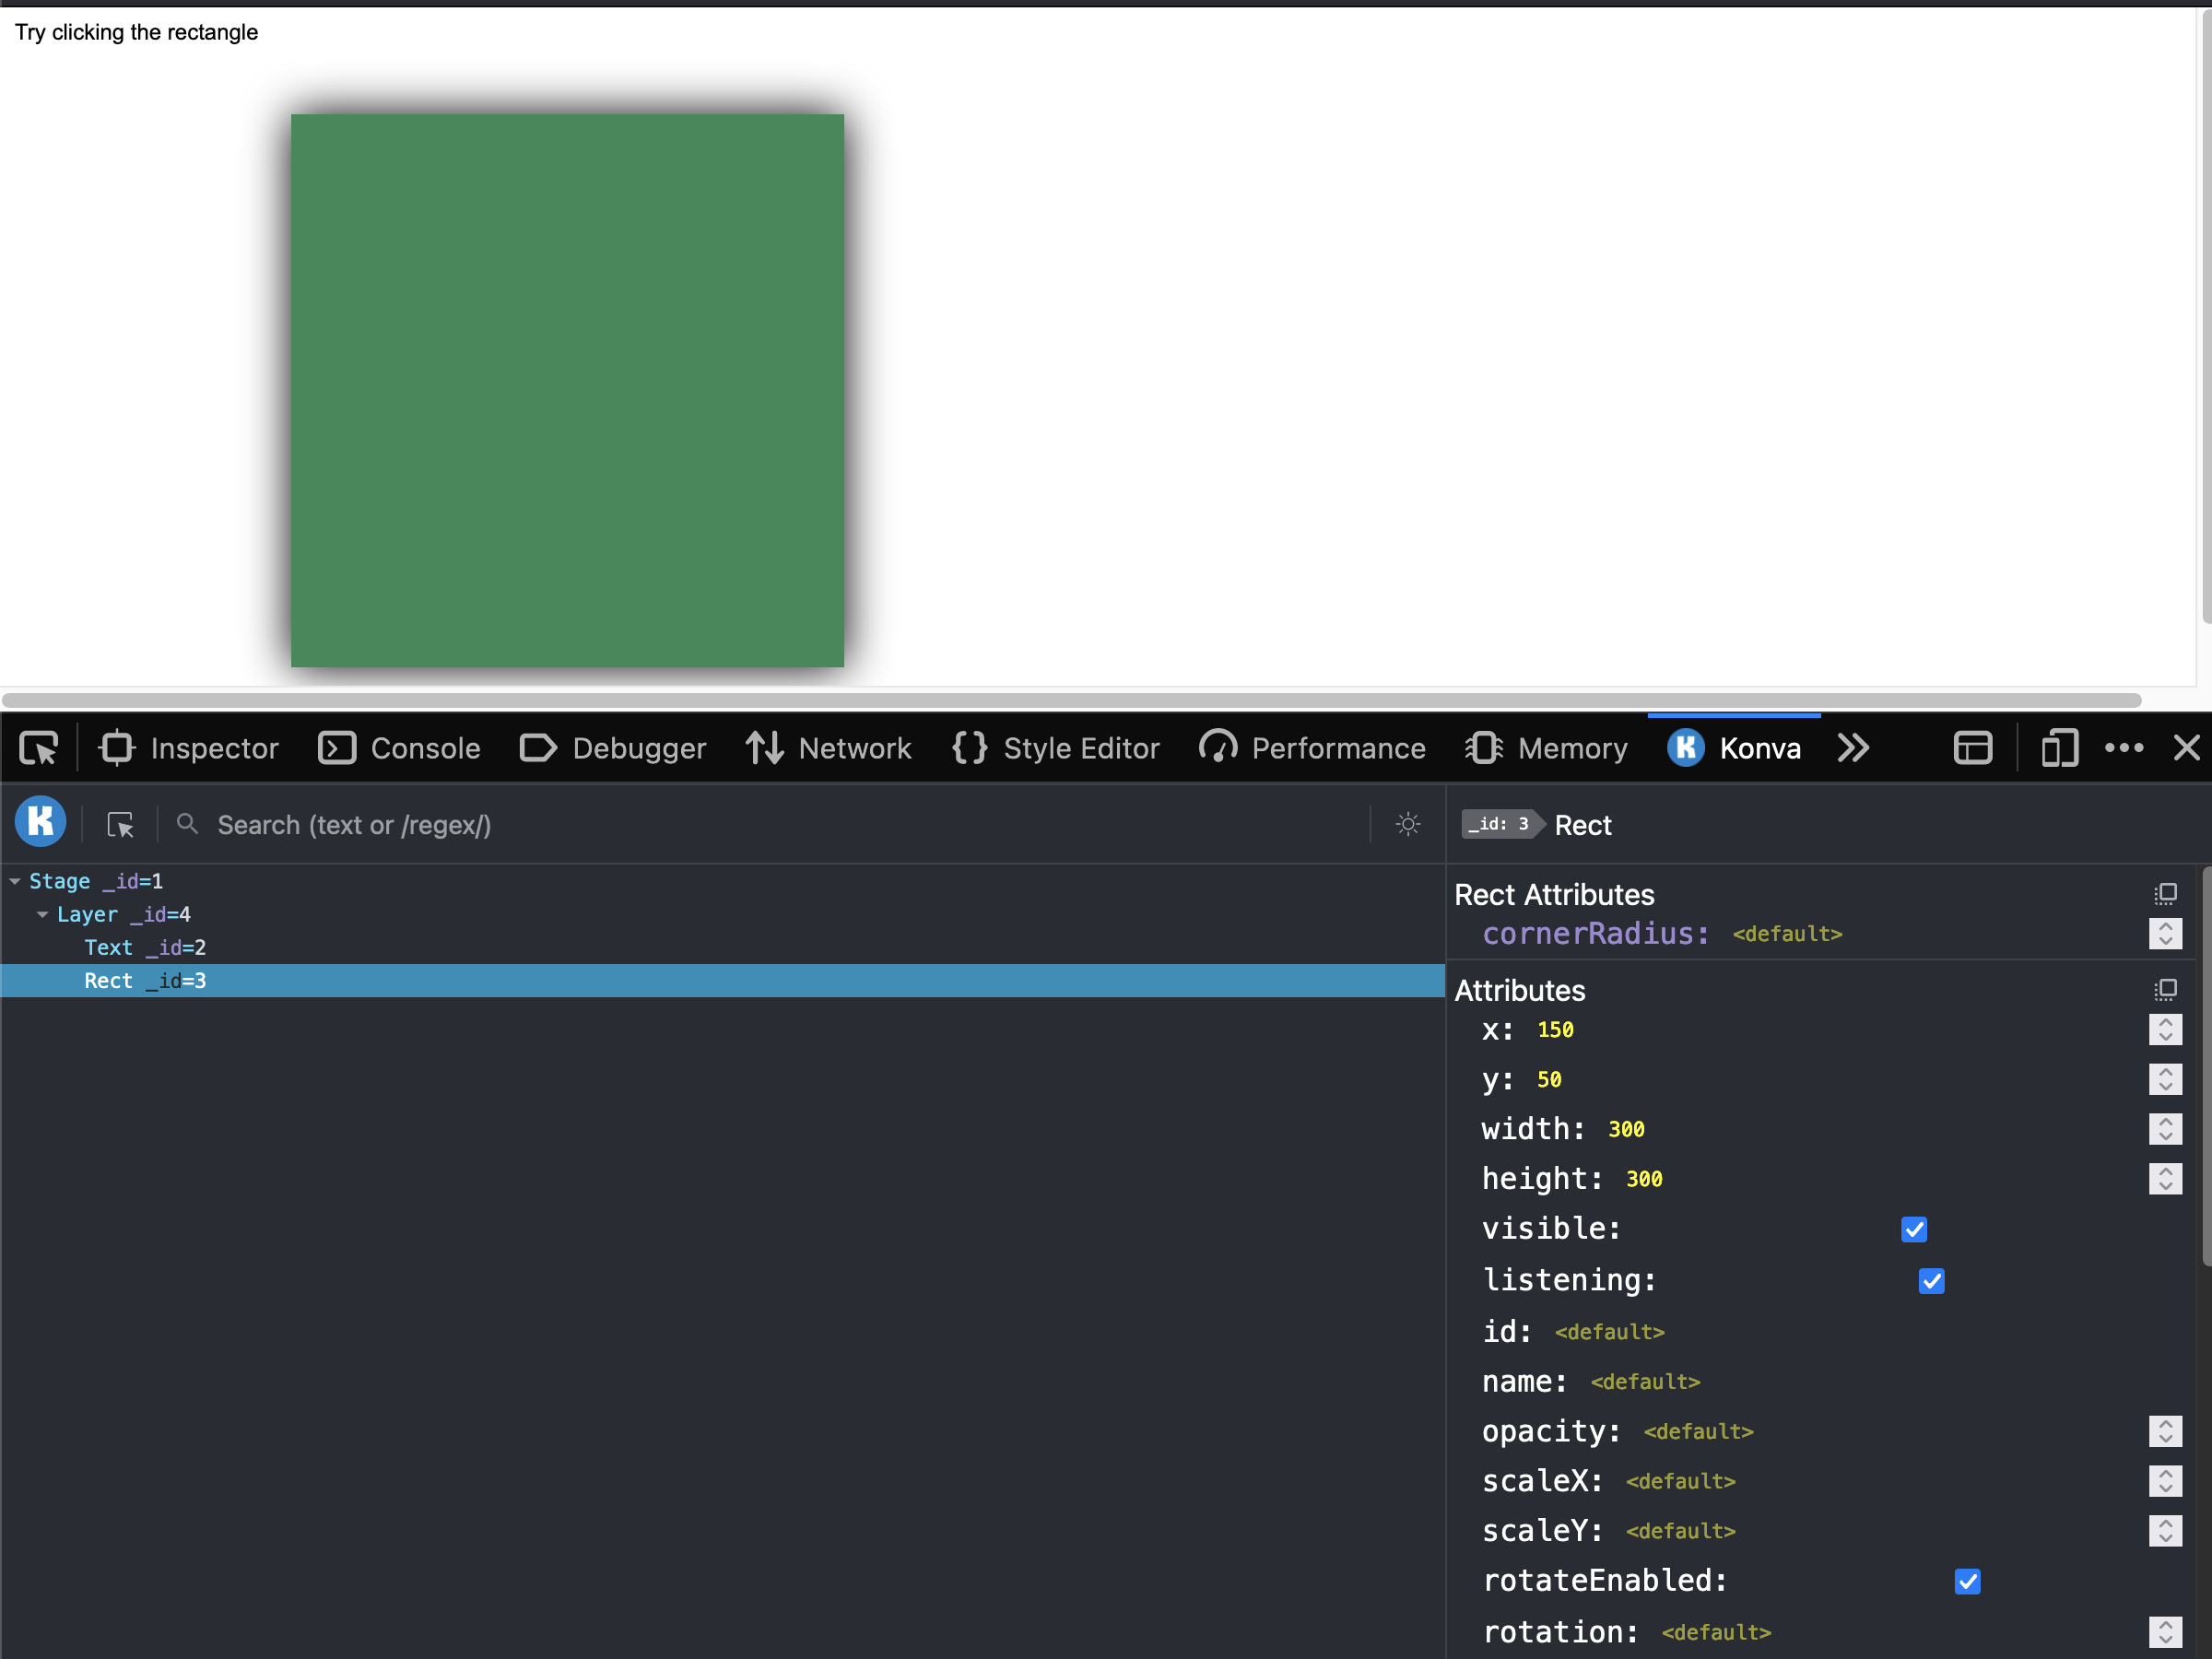 Try clicking the rectangle
Inspector Console Debugger Network Style Editor Performance Memory K Konva
K Search (text or /regex/) _id: 3 Rect
Stage _id=1
Layer _id=4
Text _id=2
Rect _id=3
Rect Attributes
cornerRadius: <default>
Attributes
x: 150
y: 50
width: 300
height: 300
visible:
listening:
id: <default>
name: <default>
opacity: <default>
scaleX: <default>
scaleY: <default>
rotateEnabled:
rotation: <default>